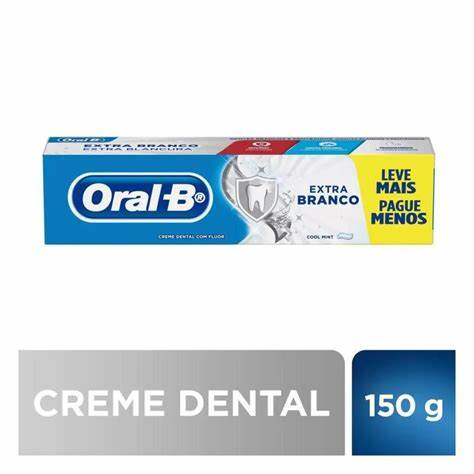 EXTRA BRANCO
EXTRA BLANCURA
Oral-B®
CREME DENTAL COM FLÚOR
EXTRA
BRANCO
COOL MINT
LEVE
MAIS
PAGUE
MENOS
CREME DENTAL
150 g